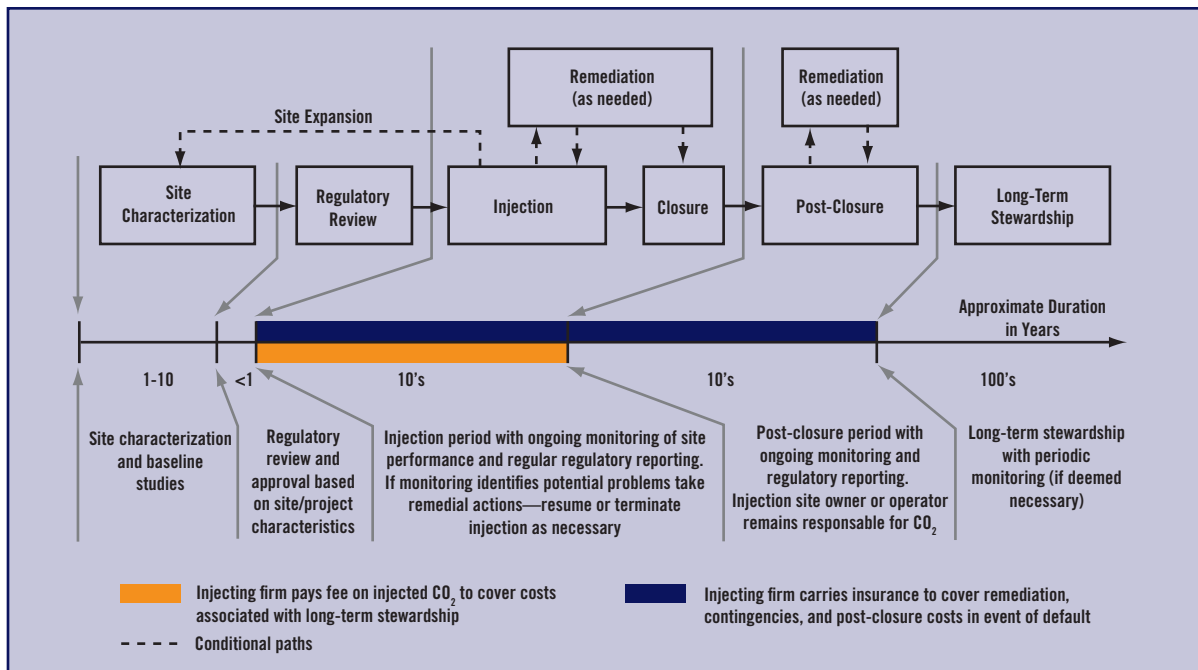 Remediation
(as needed)
Remediation
(as needed)
Site Expansion
Site
Characterization
Regulatory
Review
Injection
Closure
Post-Closure
Long-Term
Stewardship
Approximate Duration
in Years
1-10
<1
10's
10's
100's
Site characterization
and baseline
studies
Regulatory
review and
approval based
on site/project
characteristics
Injection period with ongoing monitoring of site
performance and regular regulatory reporting.
If monitoring identifies potential problems take
remedial actions—resume or terminate
injection as necessary
Post-closure period with
ongoing monitoring and
regulatory reporting.
Injection site owner or operator
remains responsable for CO₂
Long-term stewardship
with periodic
monitoring (if deemed
necessary)
Injecting firm pays fee on injected CO₂ to cover costs
associated with long-term stewardship
Injecting firm carries insurance to cover remediation,
contingencies, and post-closure costs in event of default
Conditional paths